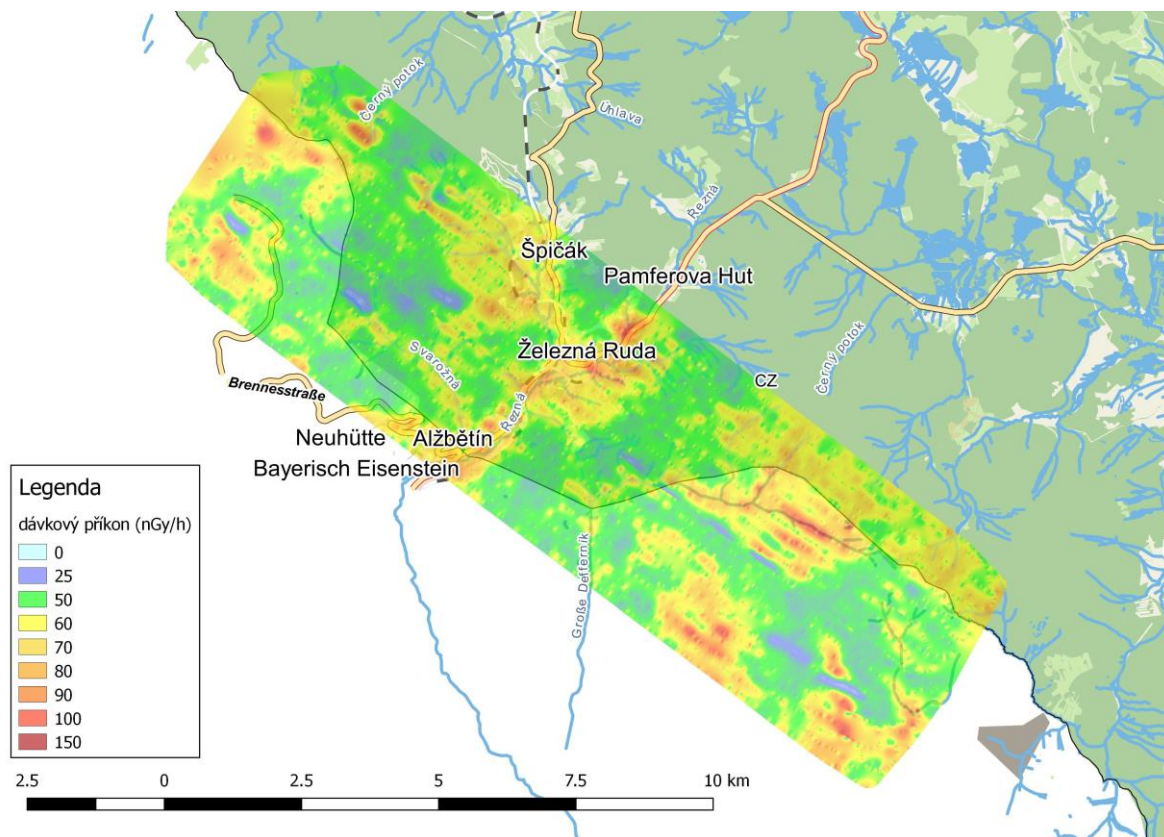 Černý potok
Úhlava
Řezná
Špičák
Pamferova Hut
Železná Ruda
Svarožná
Řezná
CZ
Černý potok
Brennesstraße
Neuhütte
Alžbětín
Bayerisch Eisenstein
Große Deffernik
Legenda
dávkový příkon (nGy/h)
0
25
50
60
70
80
90
100
150
2.5 0 2.5 5 7.5 10 km